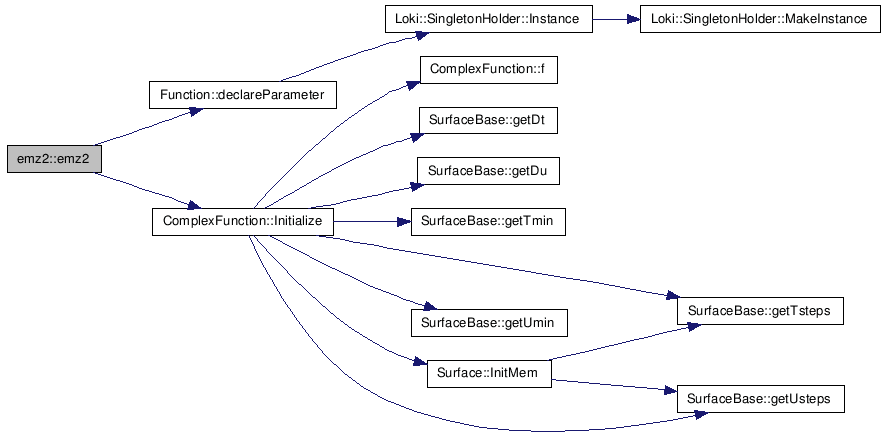 Loki::SingletonHolder::Instance
Loki::SingletonHolder::MakeInstance
ComplexFunction::f
Function::declareParameter
SurfaceBase::getDt
emz2::emz2
SurfaceBase::getDu
ComplexFunction::Initialize
SurfaceBase::getTmin
SurfaceBase::getTsteps
SurfaceBase::getUmin
Surface::InitMem
SurfaceBase::getUsteps